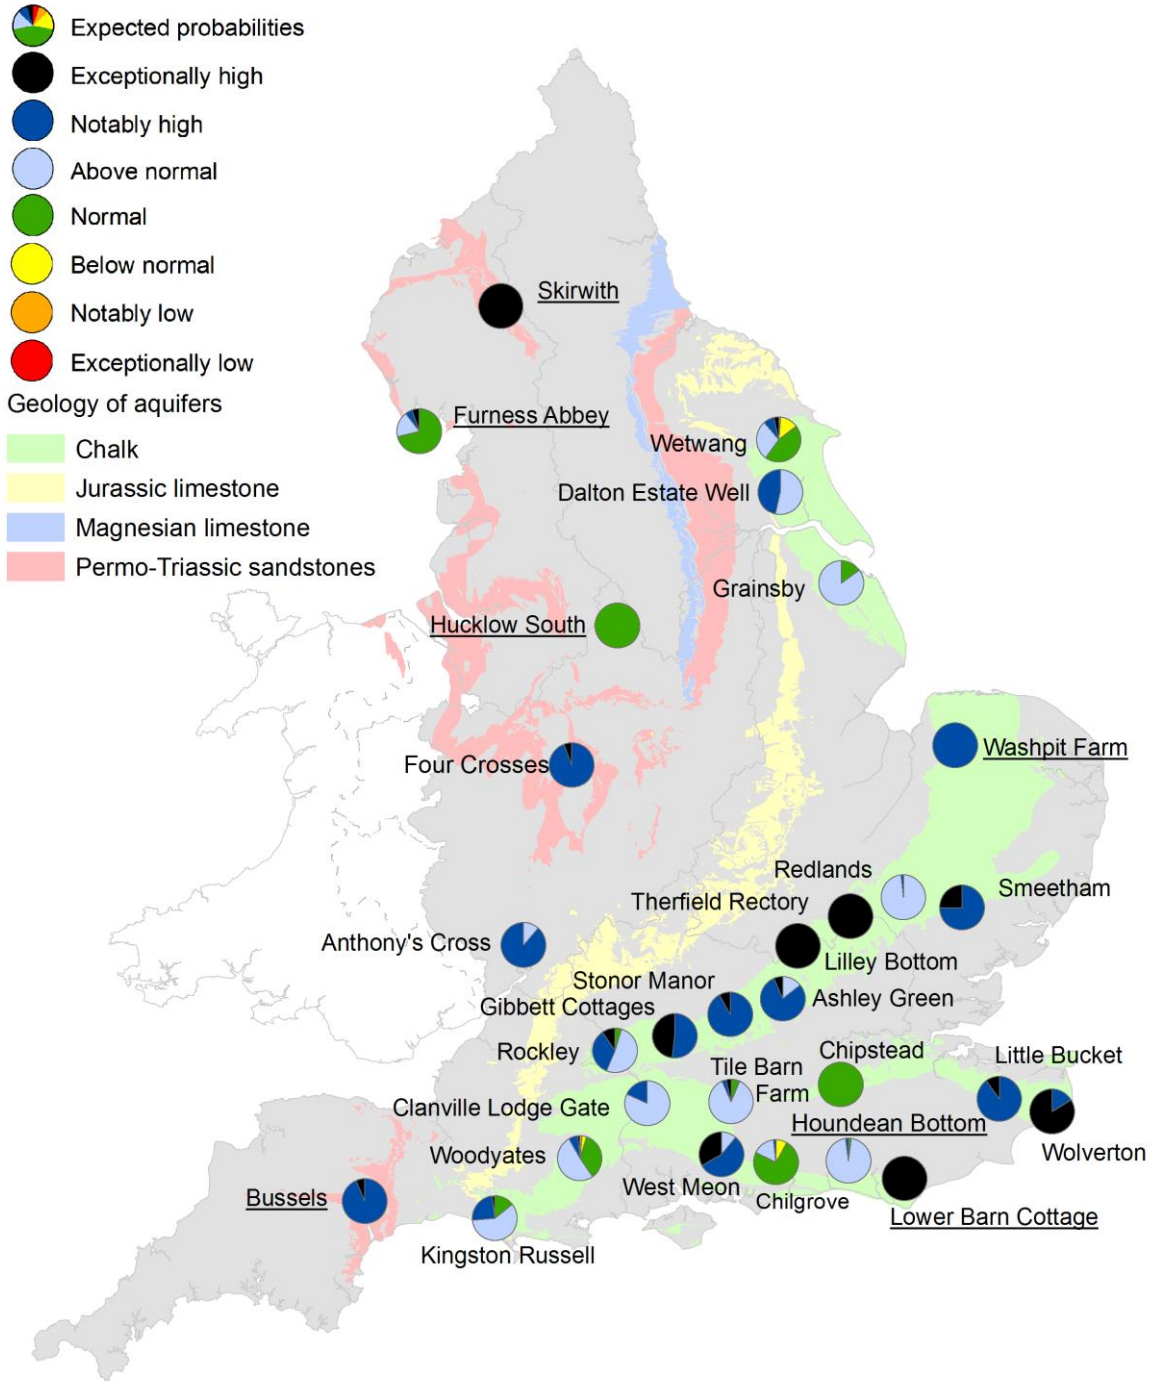 Expected probabilities
Exceptionally high
Notably high
Above normal
Normal
Below normal
Notably low
Exceptionally low
Geology of aquifers
Chalk
Jurassic limestone
Magnesian limestone
Permo-Triassic sandstones
Skirwith
Furness Abbey
Wetwang
Dalton Estate Well
Grainsby
Hucklow South
Four Crosses
Washpit Farm
Redlands
Smeetham
Therfield Rectory
Anthony's Cross
Lilley Bottom
Stonor Manor
Ashley Green
Gibbett Cottages
Rockley
Chipstead
Little Bucket
Tile Barn
Farm
Clanville Lodge Gate
Houndean Bottom
Wolverton
Woodyates
West Meon
Chilgrove
Bussels
Lower Barn Cottage
Kingston Russell